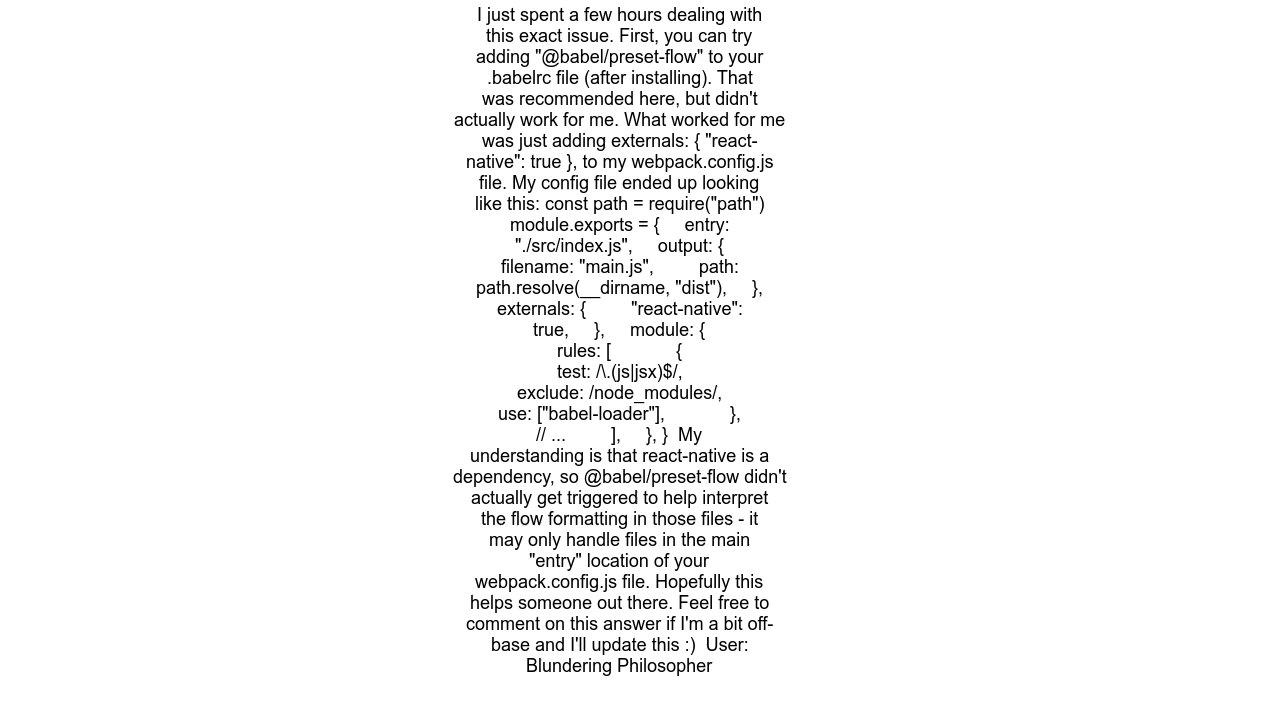 I just spent a few hours dealing with
this exact issue. First, you can try
adding "@babel/preset-flow" to your
.babelrc file (after installing). That
was recommended here, but didn't
actually work for me. What worked for me
was just adding externals: { "react-
native": true }, to my webpack.config.js
file. My config file ended up looking
like this: const path = require("path")
module.exports = {     entry:
"./src/index.js",     output: {
filename: "main.js",         path:
path.resolve(__dirname, "dist"),     },
externals: {         "react-native":
true,     },     module: {
rules: [             {
test: /\.(js|jsx)$/,
exclude: /node_modules/,
use: ["babel-loader"],             },
// ...         ],     }, }  My
understanding is that react-native is a
dependency, so @babel/preset-flow didn't
actually get triggered to help interpret
the flow formatting in those files - it
may only handle files in the main
"entry" location of your
webpack.config.js file. Hopefully this
helps someone out there. Feel free to
comment on this answer if I'm a bit off-
base and I'll update this :)  User:
Blundering Philosopher